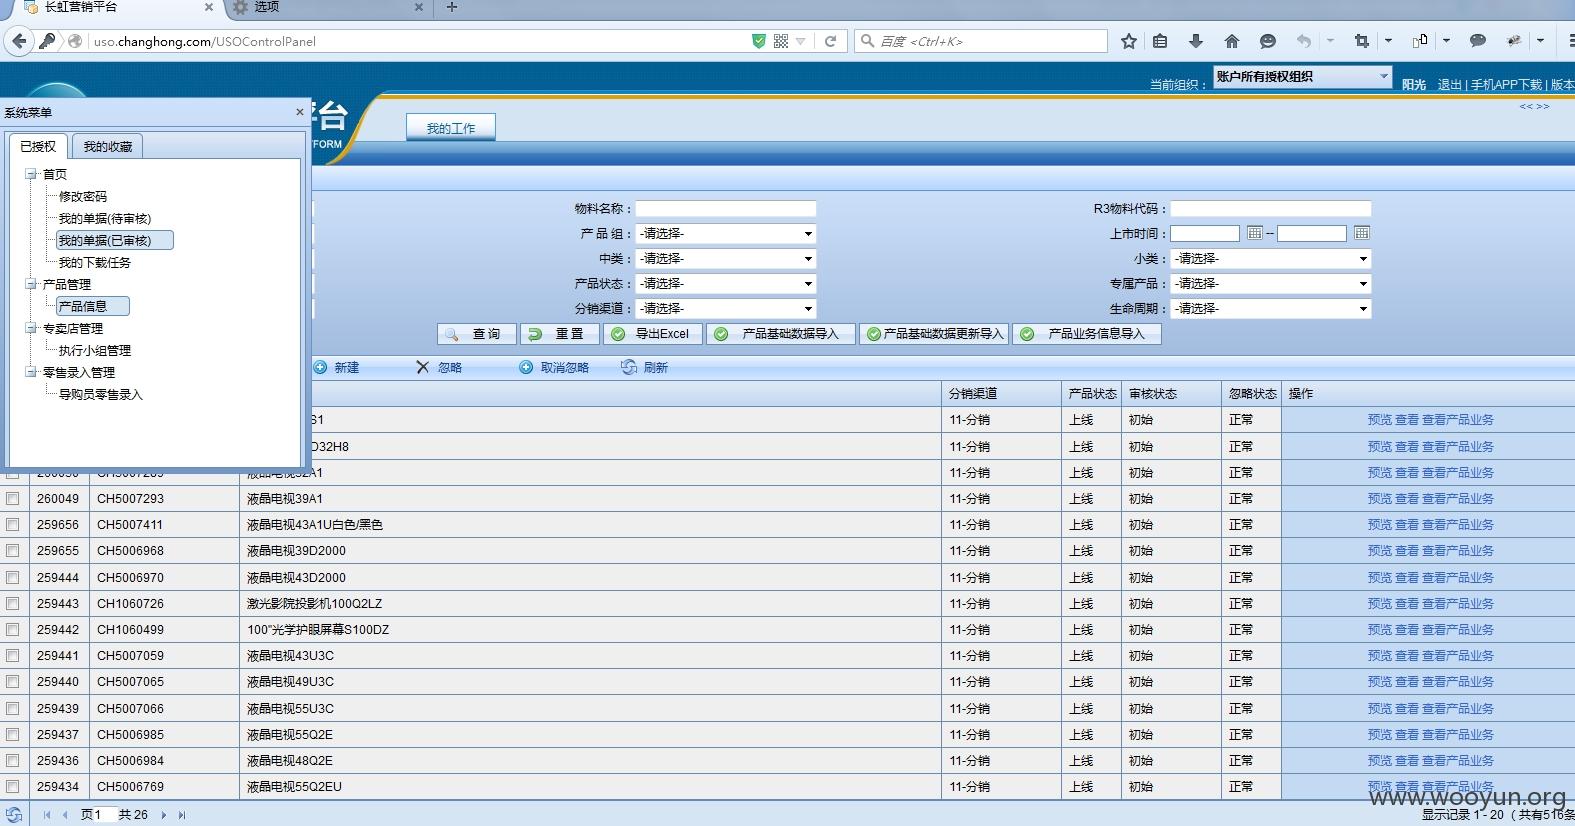 长虹营销平台 × 选项 × +
uso.changhong.com/USOControlPanel 百度 <Ctrl+K>
当前组织： 账户所有授权组织 阳光 退出 | 手机APP下载 | 版本
<< >>
系统菜单 ×
平台
FORM
我的工作
已授权 我的收藏
首页
修改密码
我的单据(待审核)
我的单据(已审核)
我的下载任务
产品管理
产品信息
专卖店管理
执行小组管理
零售录入管理
导购员零售录入
物料名称： R3物料代码：
产 品 组： -请选择- 上市时间： --
中类： -请选择- 小类： -请选择-
产品状态： -请选择- 专属产品： -请选择-
分销渠道： -请选择- 生命周期： -请选择-
查 询 重 置 导出Excel 产品基础数据导入 产品基础数据更新导入 产品业务信息导入
新建 忽略 取消忽略 刷新
分销渠道 产品状态 审核状态 忽略状态 操作
S1 11-分销 上线 初始 正常 预览 查看 查看产品业务
D32H8 11-分销 上线 初始 正常 预览 查看 查看产品业务
液晶电视32A1 11-分销 上线 初始 正常 预览 查看 查看产品业务
260049 CH5007293 液晶电视39A1 11-分销 上线 初始 正常 预览 查看 查看产品业务
259656 CH5007411 液晶电视43A1U白色/黑色 11-分销 上线 初始 正常 预览 查看 查看产品业务
259655 CH5006968 液晶电视39D2000 11-分销 上线 初始 正常 预览 查看 查看产品业务
259444 CH5006970 液晶电视43D2000 11-分销 上线 初始 正常 预览 查看 查看产品业务
259443 CH1060726 激光影院投影机100Q2LZ 11-分销 上线 初始 正常 预览 查看 查看产品业务
259442 CH1060499 100"光学护眼屏幕S100DZ 11-分销 上线 初始 正常 预览 查看 查看产品业务
259441 CH5007059 液晶电视43U3C 11-分销 上线 初始 正常 预览 查看 查看产品业务
259440 CH5007065 液晶电视49U3C 11-分销 上线 初始 正常 预览 查看 查看产品业务
259439 CH5007066 液晶电视55U3C 11-分销 上线 初始 正常 预览 查看 查看产品业务
259437 CH5006985 液晶电视55Q2E 11-分销 上线 初始 正常 预览 查看 查看产品业务
259436 CH5006984 液晶电视48Q2E 11-分销 上线 初始 正常 预览 查看 查看产品业务
259434 CH5006769 液晶电视55Q2EU 11-分销 上线 初始 正常 预览 查看 查看产品业务
www.wooyun.org
页 1 共 26 显示记录 1 - 20（ 共有516条